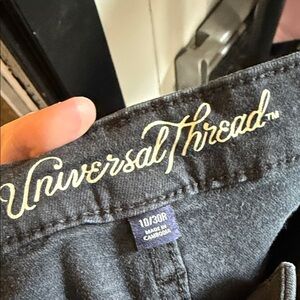 Universal Thread™
10/30R
MADE IN
CAMBODIA